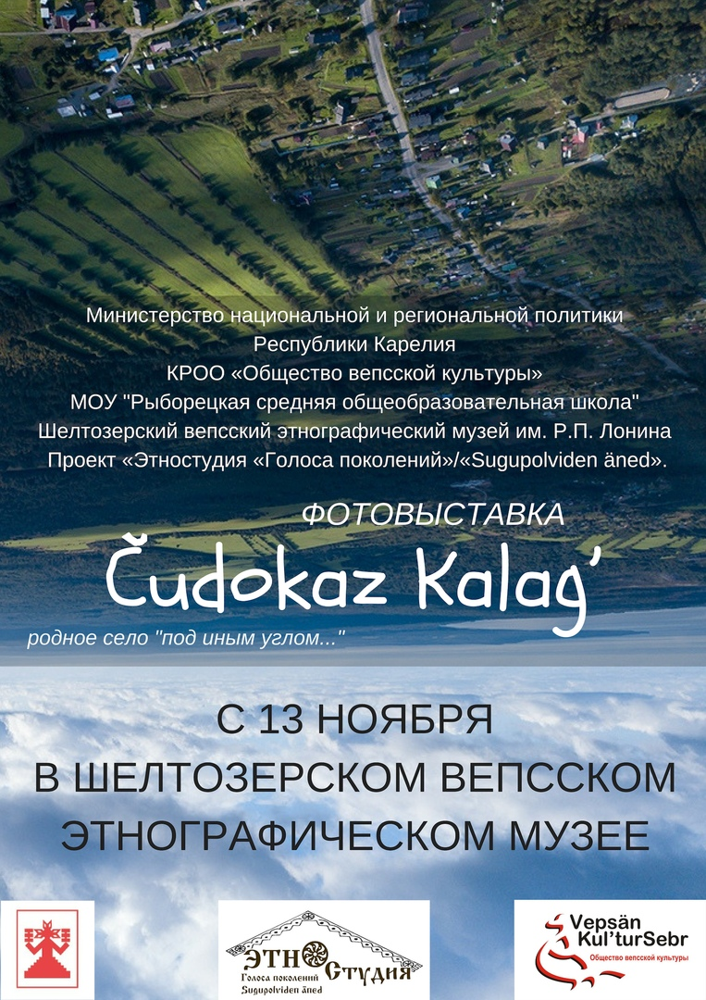 Министерство национальной и региональной политики
Республики Карелия
КРОО «Общество вепсской культуры»
МОУ "Рыборецкая средняя общеобразовательная школа"
Шелтозерский вепсский этнографический музей им. Р.П. Лонина
Проект «Этностудия «Голоса поколений»/«Sugupolviden äned».
ФОТОВЫСТАВКА
Čudokaz Kalag’
родное село "под иным углом..."
С 13 НОЯБРЯ
В ШЕЛТОЗЕРСКОМ ВЕПССКОМ
ЭТНОГРАФИЧЕСКОМ МУЗЕЕ
ЭТНО
Студия
Голоса поколений
Sugupolviden äned
Vepsän
Kul’turSebr
Общество вепсской культуры